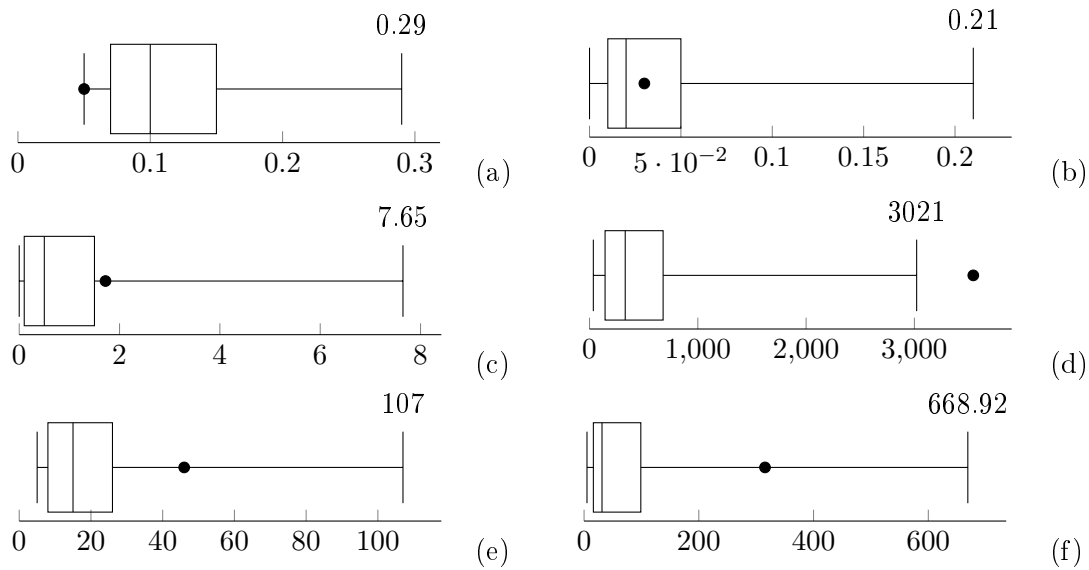 0.29
0 0.1 0.2 0.3 (a)
0.21
0 5 · 10⁻² 0.1 0.15 0.2 (b)
7.65
0 2 4 6 8 (c)
3021
0 1,000 2,000 3,000 (d)
107
0 20 40 60 80 100 (e)
668.92
0 200 400 600 (f)